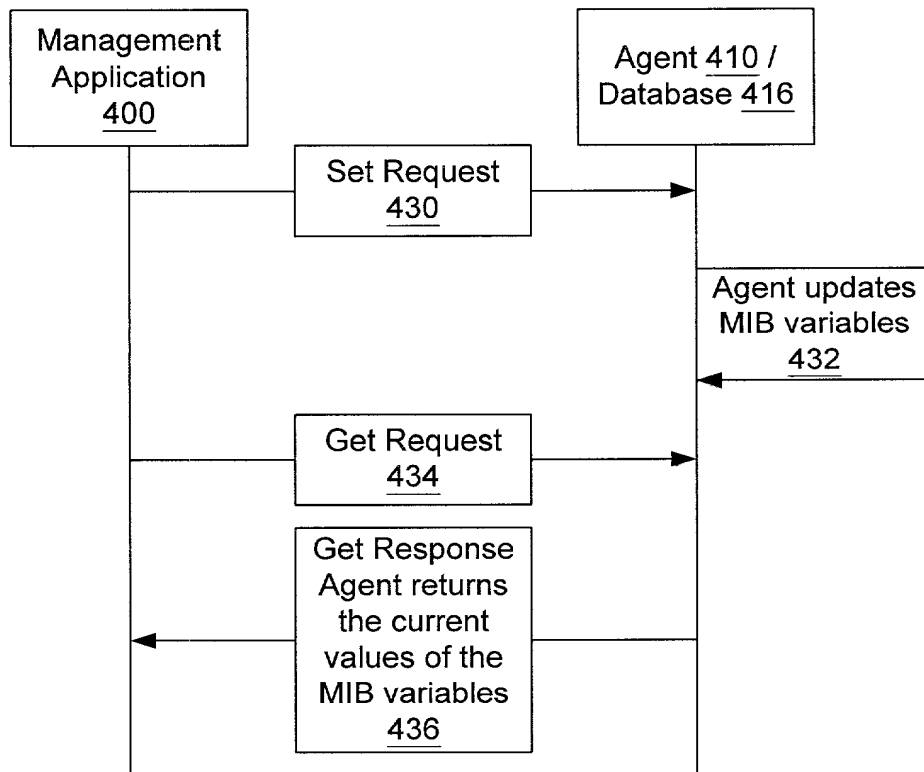 Management
Application
400
Agent 410 /
Database 416
Set Request
430
Agent updates
MIB variables
432
Get Request
434
Get Response
Agent returns
the current
values of the
MIB variables
436